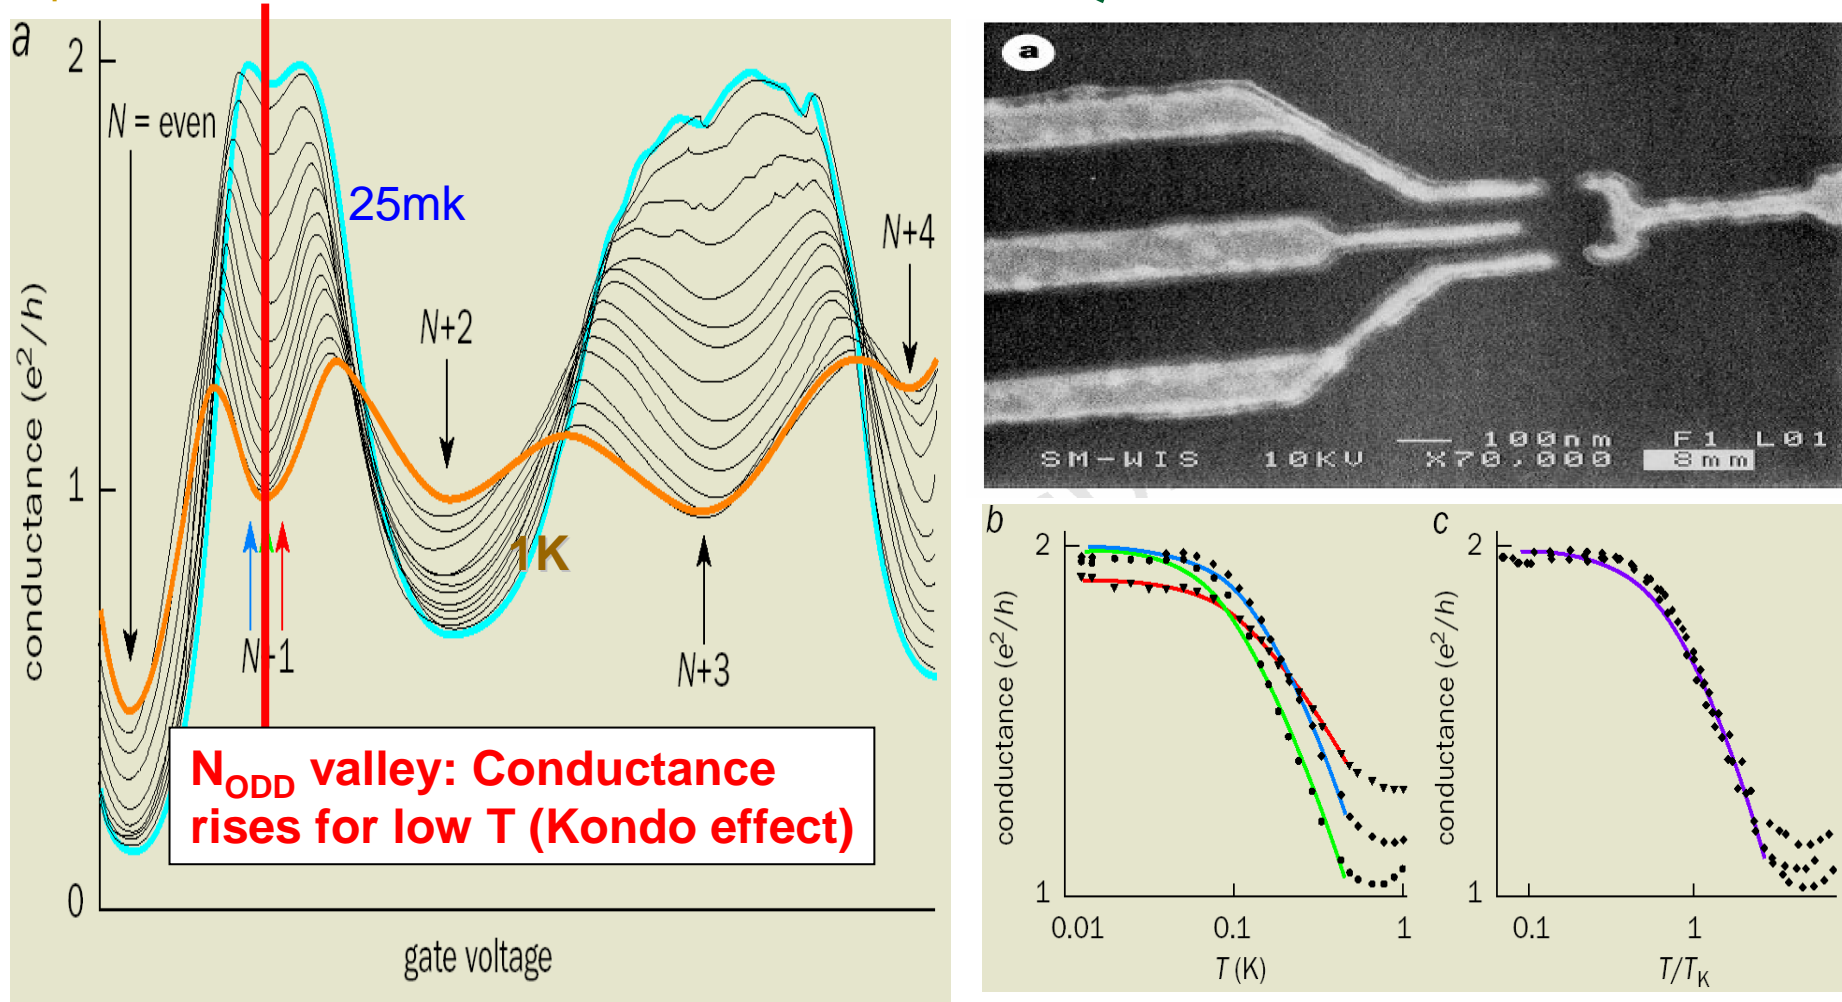 a
2
N = even
25mk
N+4
N+2
1
1K
N+1
N+3
N_ODD valley: Conductance
rises for low T (Kondo effect)
0
conductance (e²/h)
gate voltage
a
100nm F1 L01
SM-WIS 10KV X70,000 8mm
b
2
1
conductance (e²/h)
0.01 0.1 1
T (K)
c
2
1
conductance (e²/h)
0.1 1
T/T_K